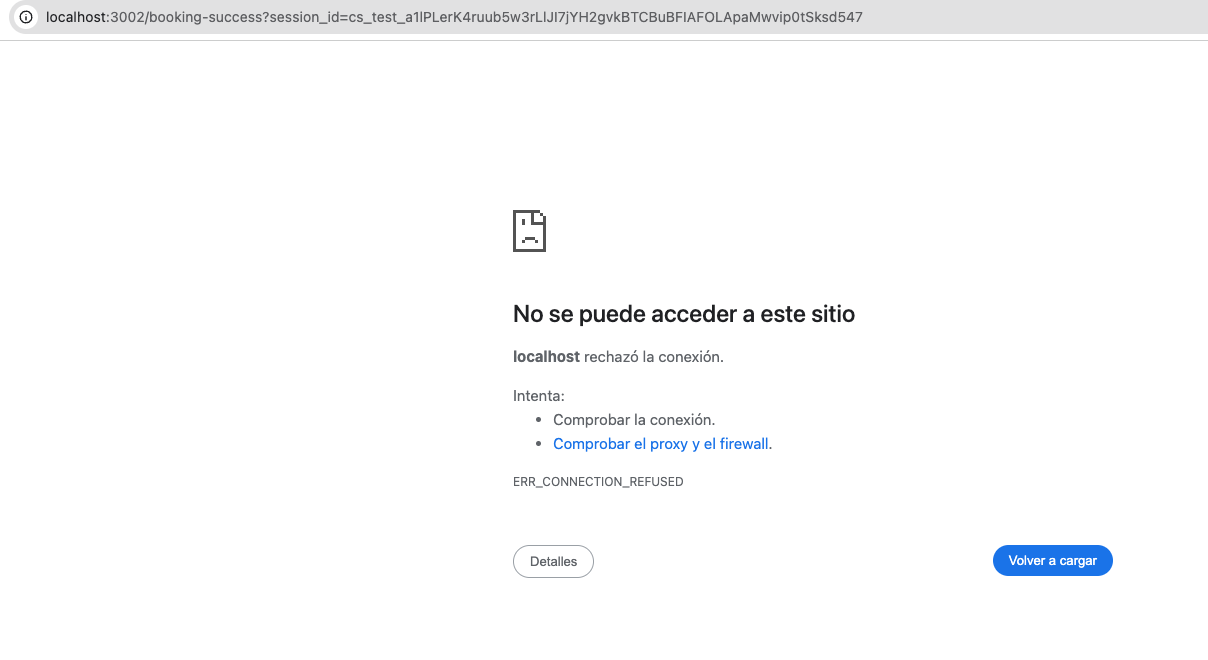 localhost:3002/booking-success?session_id=cs_test_a1IPLerK4ruub5w3rLlJI7jYH2gvkBTCBuBFIAFOLApaMwvip0tSksd547
No se puede acceder a este sitio
localhost rechazó la conexión.
Intenta:
Comprobar la conexión.
Comprobar el proxy y el firewall.
ERR_CONNECTION_REFUSED
Detalles
Volver a cargar